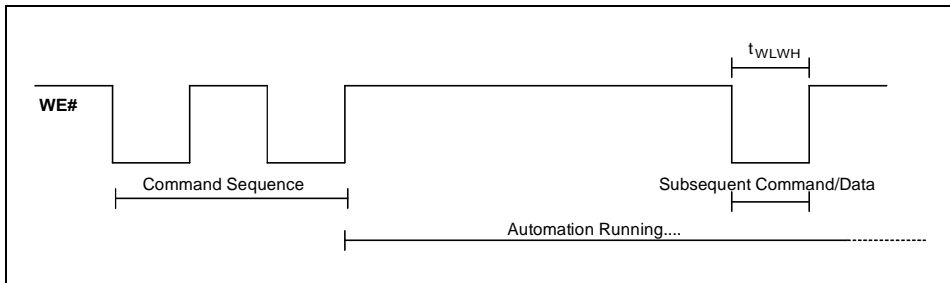 tWLWH
WE#
Command Sequence
Subsequent Command/Data
Automation Running....